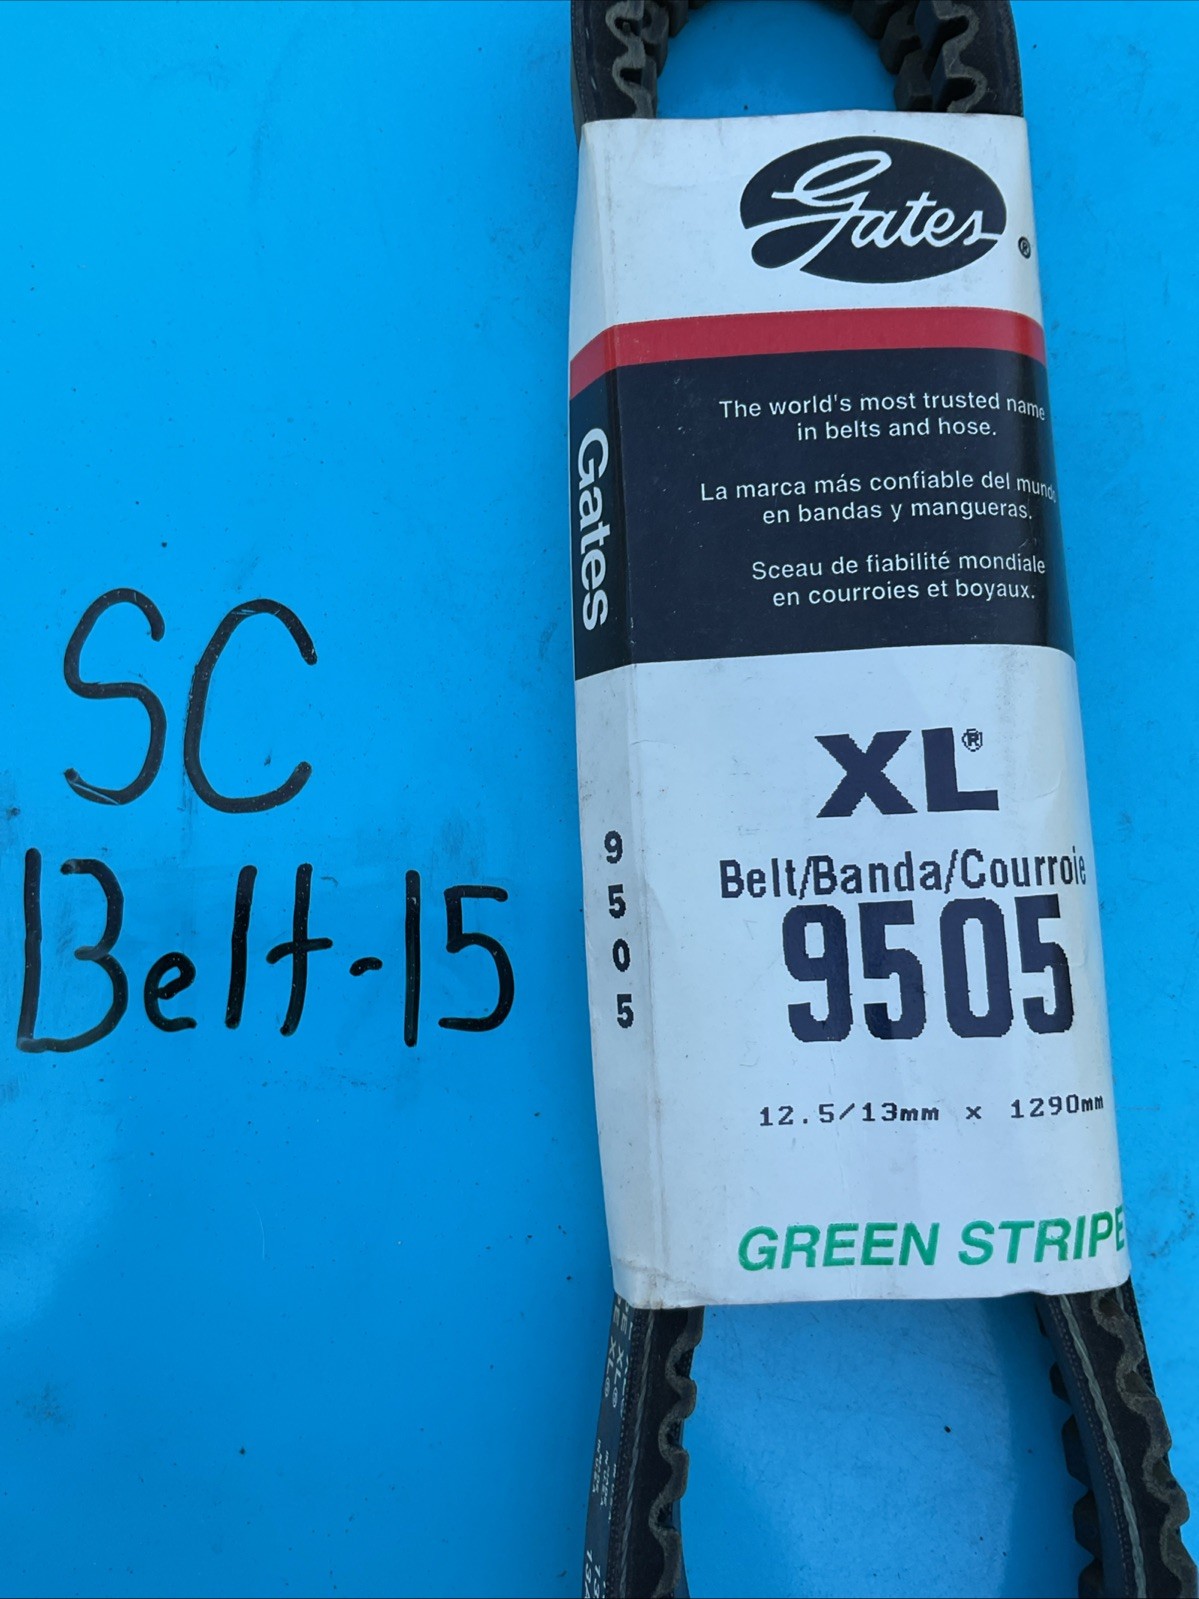 Gates®
The world's most trusted name
in belts and hose.
La marca más confiable del mundo
en bandas y mangueras.
Sceau de fiabilité mondiale
en courroies et boyaux.
Gates
XL®
Belt/Banda/Courroie
9505
9505
12.5/13mm x 1290mm
GREEN STRIPE
SC
Belt-15
XL®